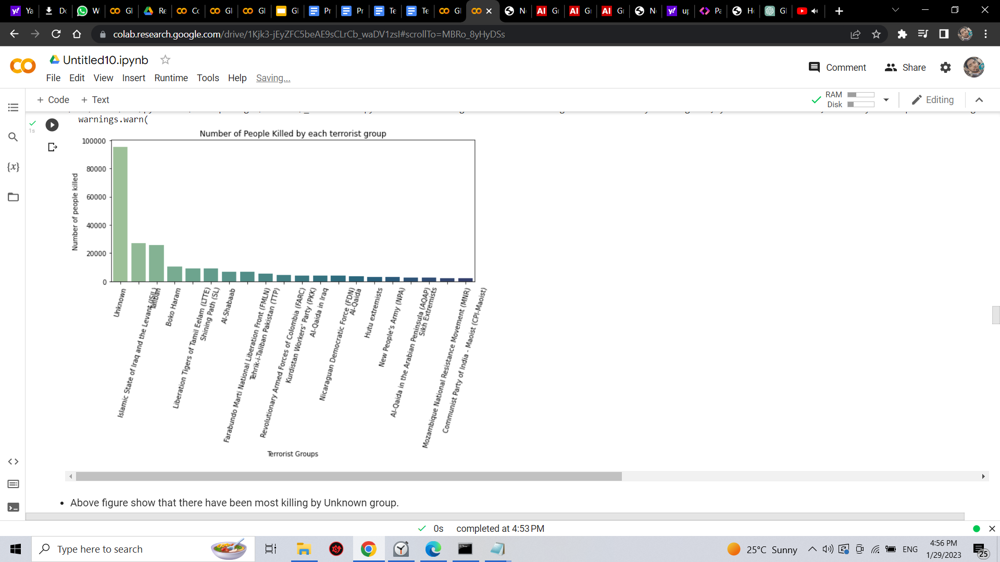 Ya
Do
W
Gl
Re
Co
Gl
Gl
Gl
Pr
Pr
Te
Te
Gl
N
AI Gr
AI Gr
AI Gr
N
up
Pa
H
Gl
colab.research.google.com/drive/1Kjk3-jEyZFC5beAE9sCLrCb_waDV1zsI#scrollTo=MBRo_8yHyDSs
Untitled10.ipynb
Comment
Share
File Edit View Insert Runtime Tools Help Saving...
+ Code + Text
RAM
Disk
Editing
warnings.warn(
1s
{x}
Number of People Killed by each terrorist group
Number of people killed
100000
80000
60000
40000
20000
0
Unknown
Islamic State of Iraq and the Levant (ISIL)
Taliban
Boko Haram
Liberation Tigers of Tamil Eelam (LTTE)
Shining Path (SL)
Al-Shabaab
Farabundo Marti National Liberation Front (FMLN)
Tehrik-i-Taliban Pakistan (TTP)
Revolutionary Armed Forces of Colombia (FARC)
Kurdistan Workers' Party (PKK)
Al-Qaida in Iraq
Nicaraguan Democratic Force (FDN)
Al-Qaida
Hutu extremists
New People's Army (NPA)
Al-Qaida in the Arabian Peninsula (AQAP)
Sikh Extremists
Mozambique National Resistance Movement (MNR)
Communist Party of India - Maoist (CPI-Maoist)
Terrorist Groups
• Above figure show that there have been most killing by Unknown group.
0s completed at 4:53 PM
Type here to search
25°C Sunny
ENG
4:56 PM
1/29/2023
25